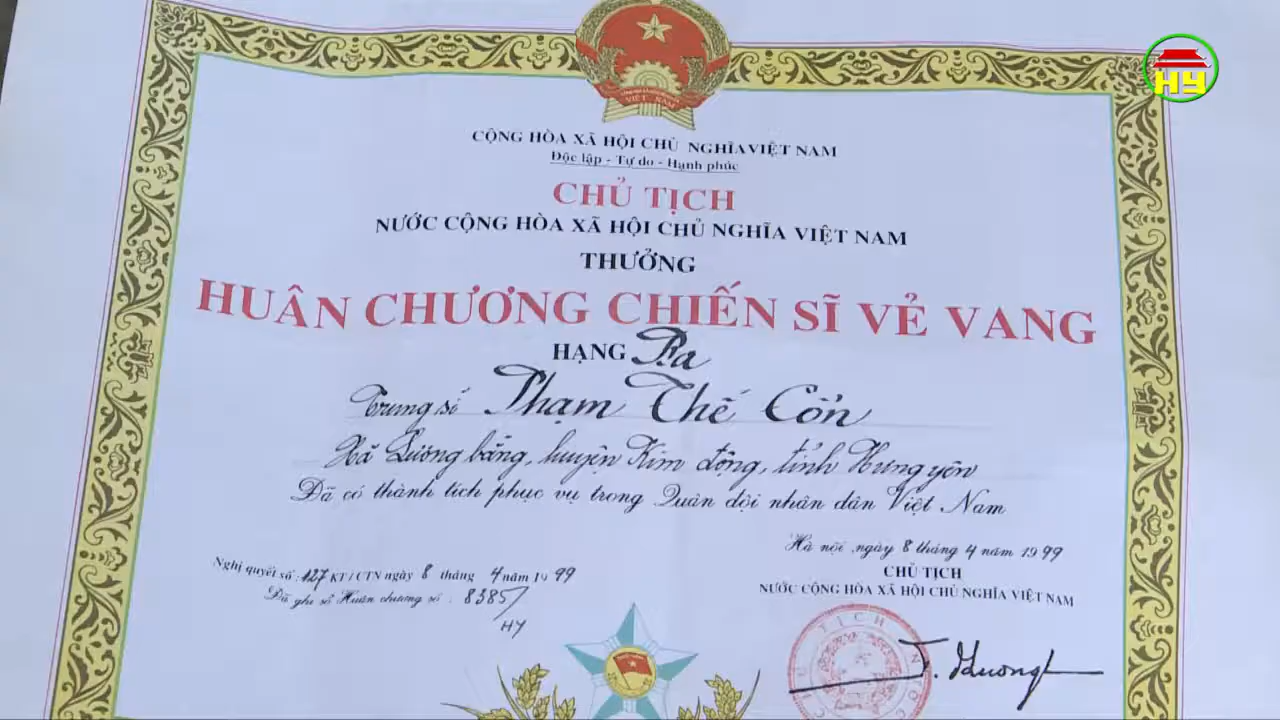 HY
VIỆT NAM
CỘNG HÒA XÃ HỘI CHỦ NGHĨA VIỆT NAM
Độc lập - Tự do - Hạnh phúc
CHỦ TỊCH
NƯỚC CỘNG HÒA XÃ HỘI CHỦ NGHĨA VIỆT NAM
THƯỞNG
HUÂN CHƯƠNG CHIẾN SĨ VẺ VANG
HẠNG Ba
Trung sĩ Phạm Thế Cổn
Xã Lương bằng, huyện Kim động, tỉnh Hưng yên
Đã có thành tích phục vụ trong Quân đội nhân dân Việt Nam
Hà nội, ngày 8 tháng 4 năm 1999
Nghị quyết số: 127 KT/CTN ngày 8 tháng 4 năm 1999
CHỦ TỊCH
Đã ghi sổ Huân chương số: 8385/
NƯỚC CỘNG HÒA XÃ HỘI CHỦ NGHĨA VIỆT NAM
HY